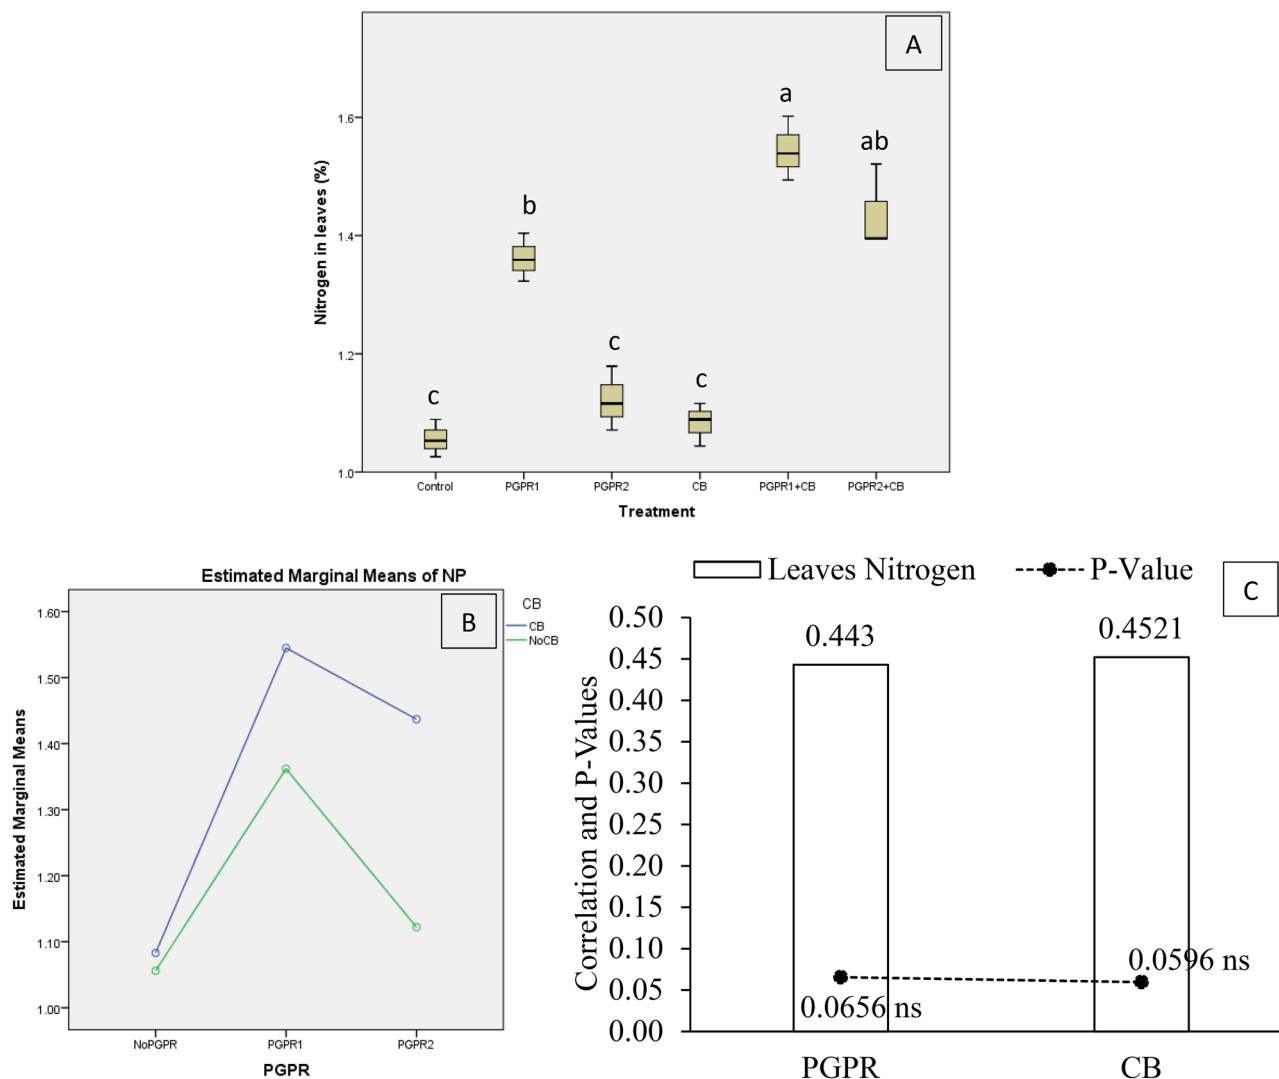 A
a
ab
b
c
c
c
1.6
1.4
1.2
1.0
Nitrogen in leaves (%)
Control PGPR1 PGPR2 CB PGPR1+CB PGPR2+CB
Treatment
Estimated Marginal Means of NP
B
CB
CB
NoCB
1.60
1.50
1.40
1.30
1.20
1.10
1.00
Estimated Marginal Means
NoPGPR PGPR1 PGPR2
PGPR
Leaves Nitrogen P-Value
C
0.50
0.45
0.40
0.35
0.30
0.25
0.20
0.15
0.10
0.05
0.00
Correlation and P-Values
0.443
0.4521
0.0656 ns
0.0596 ns
PGPR CB